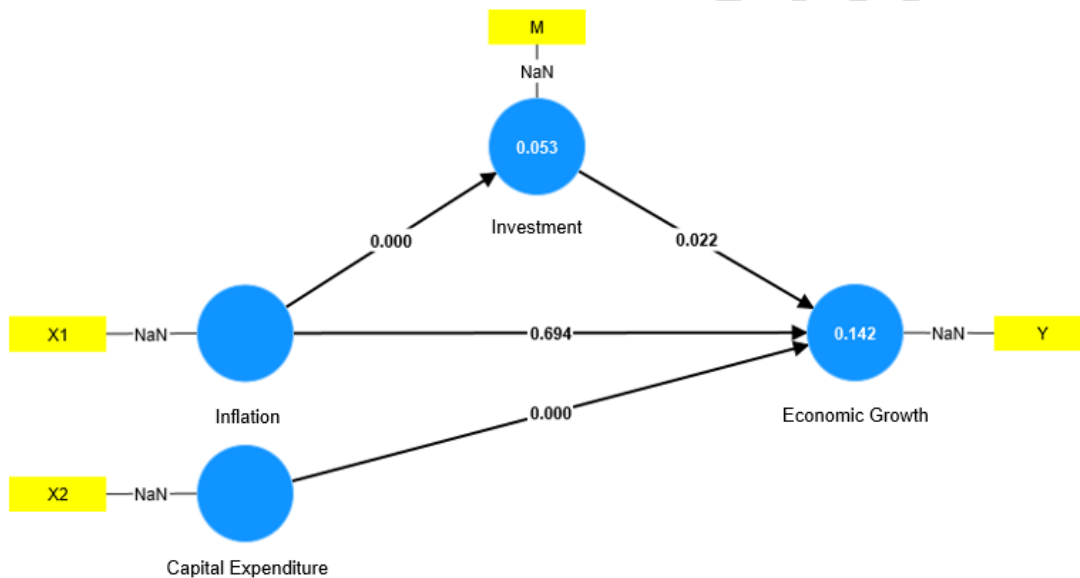 M
NaN
0.053
Investment
0.000
0.022
X1
NaN
0.694
0.142
NaN
Y
Inflation
0.000
Economic Growth
X2
NaN
Capital Expenditure